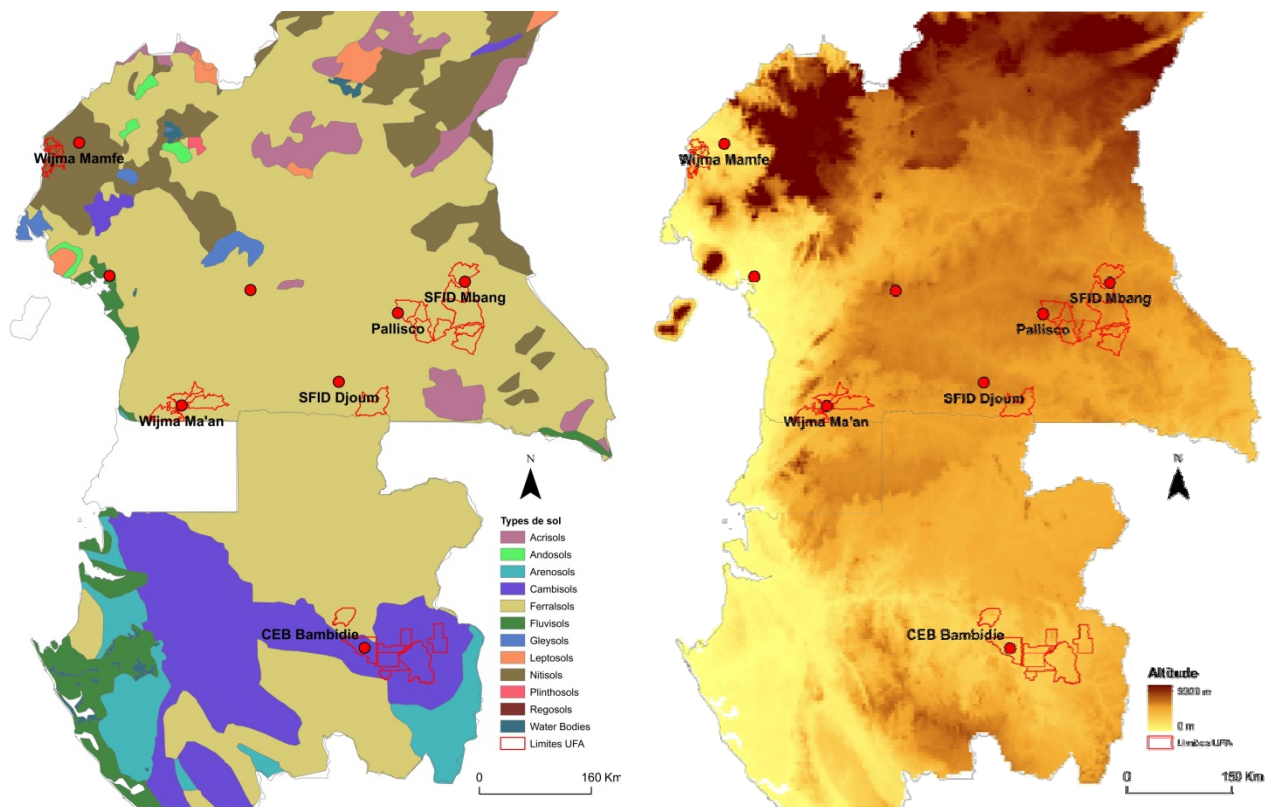 Wijma Mamfe
SFID Mbang
Pallisco
SFID Djoum
Wijma Ma'an
N
Types de sol
Acrisols
Andosols
Arenosols
Cambisols
Ferralsols
Fluvisols
Gleysols
Leptosols
Nitisols
Plinthosols
Regosols
Water Bodies
Limites UFA
CEB Bambidie
0 160 Km
Wijma Mamfe
SFID Mbang
Pallisco
SFID Djoum
Wijma Ma'an
N
CEB Bambidie
Altitude
0 m
Limites UFA
0 150 Km